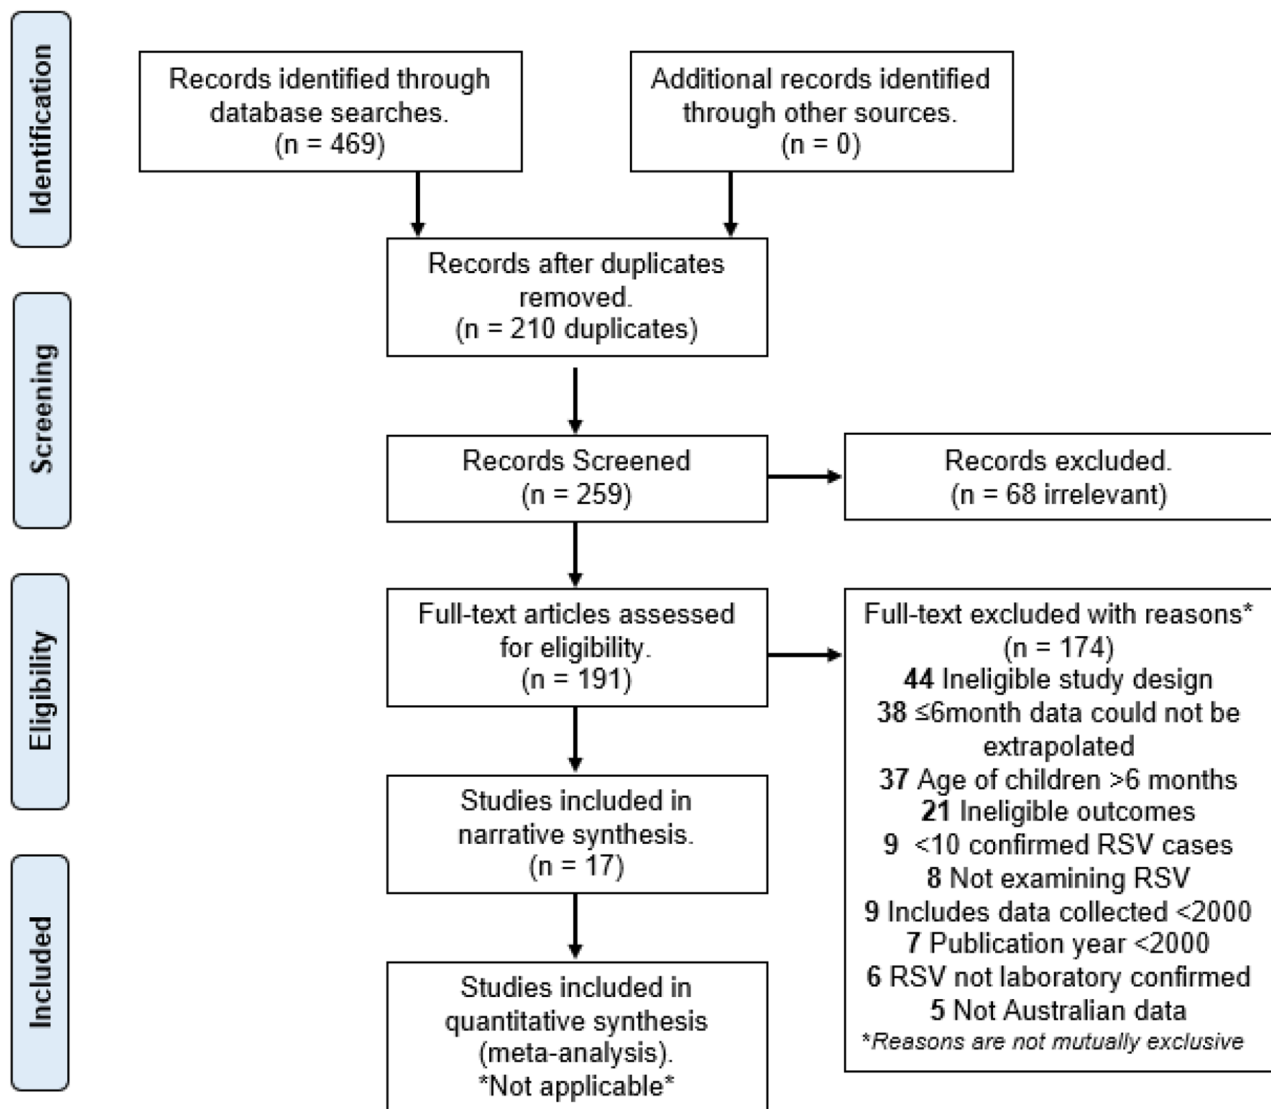 Identification
Records identified through
database searches.
(n = 469)
Additional records identified
through other sources.
(n = 0)
Records after duplicates
removed.
(n = 210 duplicates)
Screening
Records Screened
(n = 259)
Records excluded.
(n = 68 irrelevant)
Eligibility
Full-text articles assessed
for eligibility.
(n = 191)
Full-text excluded with reasons*
(n = 174)
44 Ineligible study design
38 ≤6month data could not be
extrapolated
37 Age of children >6 months
21 Ineligible outcomes
9 <10 confirmed RSV cases
8 Not examining RSV
9 Includes data collected <2000
7 Publication year <2000
6 RSV not laboratory confirmed
5 Not Australian data
*Reasons are not mutually exclusive
Studies included in
narrative synthesis.
(n = 17)
Included
Studies included in
quantitative synthesis
(meta-analysis).
*Not applicable*